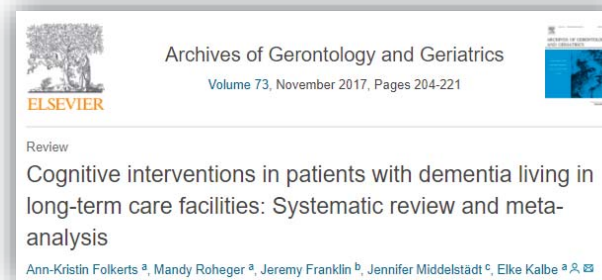 ELSEVIER
Archives of Gerontology and Geriatrics
Volume 73, November 2017, Pages 204-221
Review
Cognitive interventions in patients with dementia living in
long-term care facilities: Systematic review and meta-
analysis
Ann-Kristin Folkerts a, Mandy Roheger a, Jeremy Franklin b, Jennifer Middelstädt c, Elke Kalbe a